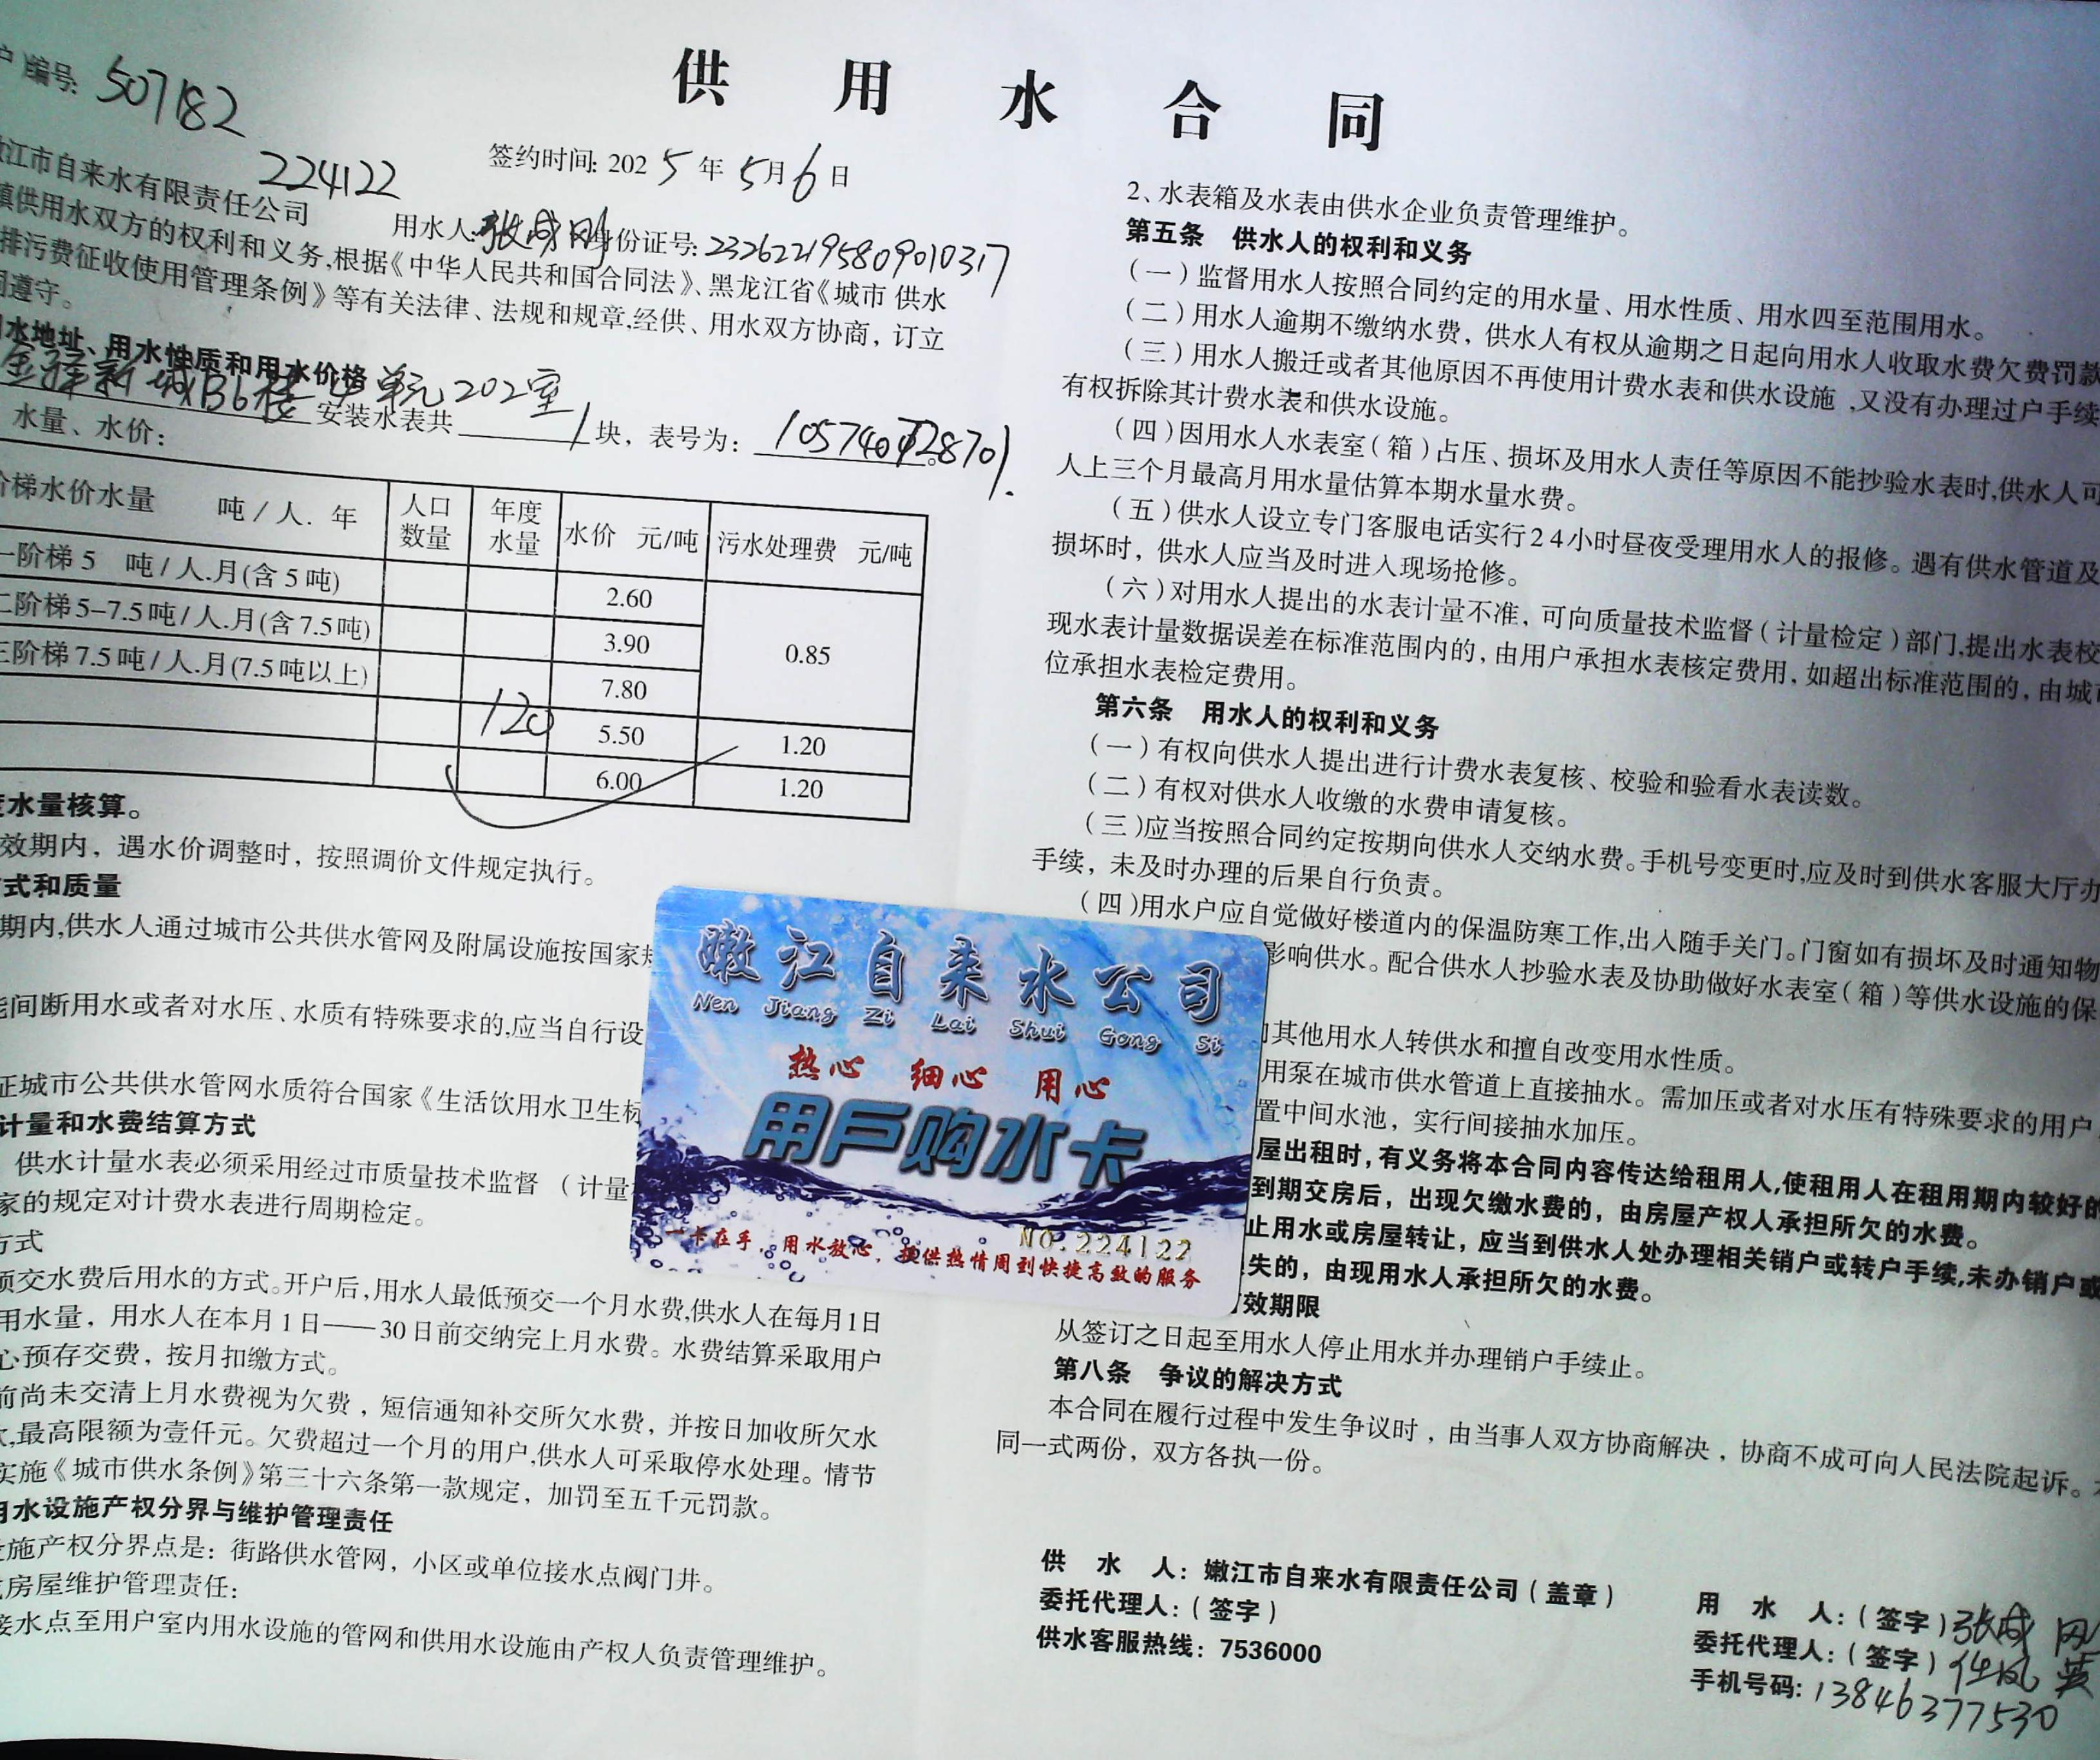 供用水合同
户编号: 507182
224122
签约时间: 2025年5月6日
江市自来水有限责任公司
用水人: 张成刚 身份证号: 232622195809010317
供用水双方的权利和义务,根据《中华人民共和国合同法》、黑龙江省《城市供水
排污费征收使用管理条例》等有关法律、法规和规章,经供、用水双方协商，订立
遵守。
水地址、用水性质和用水价格
新城B6楼 单元202室 安装水表共 1 块，表号为:
水量、水价：
阶梯水价水量 吨/人.年 人口数量 年度水量 水价 元/吨 污水处理费 元/吨
一阶梯5 吨/人.月(含5吨) 2.60
二阶梯5-7.5吨/人.月(含7.5吨) 3.90 0.85
三阶梯7.5吨/人.月(7.5吨以上) 7.80
120 5.50 1.20
6.00 1.20
水量核算。
效期内，遇水价调整时，按照调价文件规定执行。
式和质量
期内,供水人通过城市公共供水管网及附属设施按国家
间断用水或者对水压、水质有特殊要求的,应当自行设
证城市公共供水管网水质符合国家《生活饮用水卫生标
计量和水费结算方式
供水计量水表必须采用经过市质量技术监督（计量
家的规定对计费水表进行周期检定。
方式
预交水费后用水的方式。开户后,用水人最低预交一个月水费,供水人在每月1日
用水量，用水人在本月1日——30日前交纳完上月水费。水费结算采取用户
心预存交费，按月扣缴方式。
前尚未交清上月水费视为欠费，短信通知补交所欠水费，并按日加收所欠水
,最高限额为壹仟元。欠费超过一个月的用户,供水人可采取停水处理。情节
实施《城市供水条例》第三十六条第一款规定，加罚至五千元罚款。
用水设施产权分界与维护管理责任
施产权分界点是：街路供水管网，小区或单位接水点阀门井。
房屋维护管理责任：
接水点至用户室内用水设施的管网和供用水设施由产权人负责管理维护。
2、水表箱及水表由供水企业负责管理维护。
第五条 供水人的权利和义务
（一）监督用水人按照合同约定的用水量、用水性质、用水四至范围用水。
（二）用水人逾期不缴纳水费，供水人有权从逾期之日起向用水人收取水费欠费罚款
（三）用水人搬迁或者其他原因不再使用计费水表和供水设施,又没有办理过户手续
有权拆除其计费水表和供水设施。
（四）因用水人水表室（箱）占压、损坏及用水人责任等原因不能抄验水表时,供水人可
人上三个月最高月用水量估算本期水量水费。
（五）供水人设立专门客服电话实行24小时昼夜受理用水人的报修。遇有供水管道及
损坏时，供水人应当及时进入现场抢修。
（六）对用水人提出的水表计量不准，可向质量技术监督（计量检定）部门,提出水表校
现水表计量数据误差在标准范围内的，由用户承担水表核定费用，如超出标准范围的，由城
位承担水表检定费用。
第六条 用水人的权利和义务
（一）有权向供水人提出进行计费水表复核、校验和验看水表读数。
（二）有权对供水人收缴的水费申请复核。
（三）应当按照合同约定按期向供水人交纳水费。手机号变更时,应及时到供水客服大厅办
手续，未及时办理的后果自行负责。
（四）用水户应自觉做好楼道内的保温防寒工作,出入随手关门。门窗如有损坏及时通知物
影响供水。配合供水人抄验水表及协助做好水表室（箱）等供水设施的保
其他用水人转供水和擅自改变用水性质。
用泵在城市供水管道上直接抽水。需加压或者对水压有特殊要求的用户
置中间水池，实行间接抽水加压。
屋出租时,有义务将本合同内容传达给租用人,使租用人在租用期内较好的
到期交房后，出现欠缴水费的，由房屋产权人承担所欠的水费。
止用水或房屋转让，应当到供水人处办理相关销户或转户手续,未办销户或
失的，由现用水人承担所欠的水费。
效期限
从签订之日起至用水人停止用水并办理销户手续止。
第八条 争议的解决方式
本合同在履行过程中发生争议时，由当事人双方协商解决，协商不成可向人民法院起诉。
同一式两份，双方各执一份。
供 水 人：嫩江市自来水有限责任公司（盖章）
委托代理人：（签字）
供水客服热线：7536000
用 水 人：（签字）张成刚
委托代理人：（签字）
手机号码：13846377530
嫩江自来水公司
Nen Jiang Zi Lai Shui Gong Si
热心 细心 用心
用户购水卡
NO.224122
一卡在手，用水放心，提供热情周到快捷高效的服务